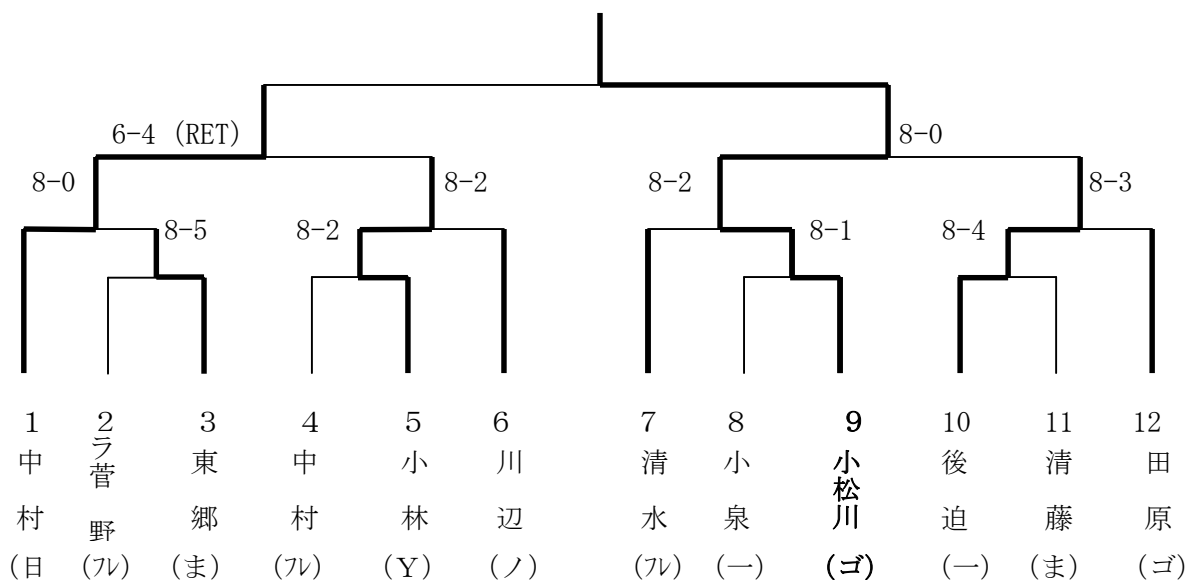 6-4 (RET)
8-0
8-0
8-2
8-2
8-3
8-5
8-2
8-1
8-4
1 2 3 4 5 6 7 8 9 10 11 12
中村
ラ菅野
東郷
中村
小林
川辺
清水
小泉
小松川
後迫
清藤
田原
(日 (フレ) (ま) (フレ) (Y) (ノ) (フレ) (一) (ゴ) (一) (ま) (ゴ)